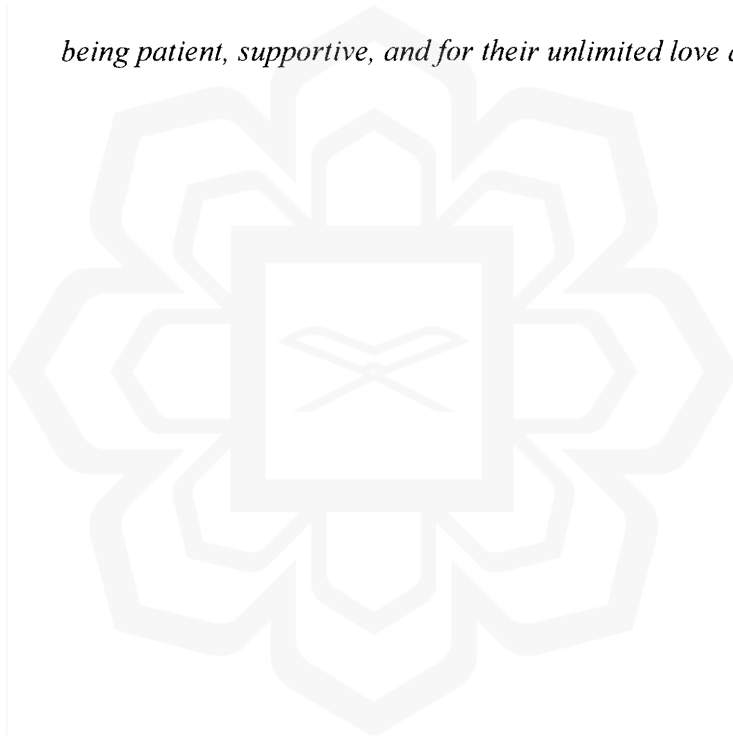 being patient, supportive, and for their unlimited love